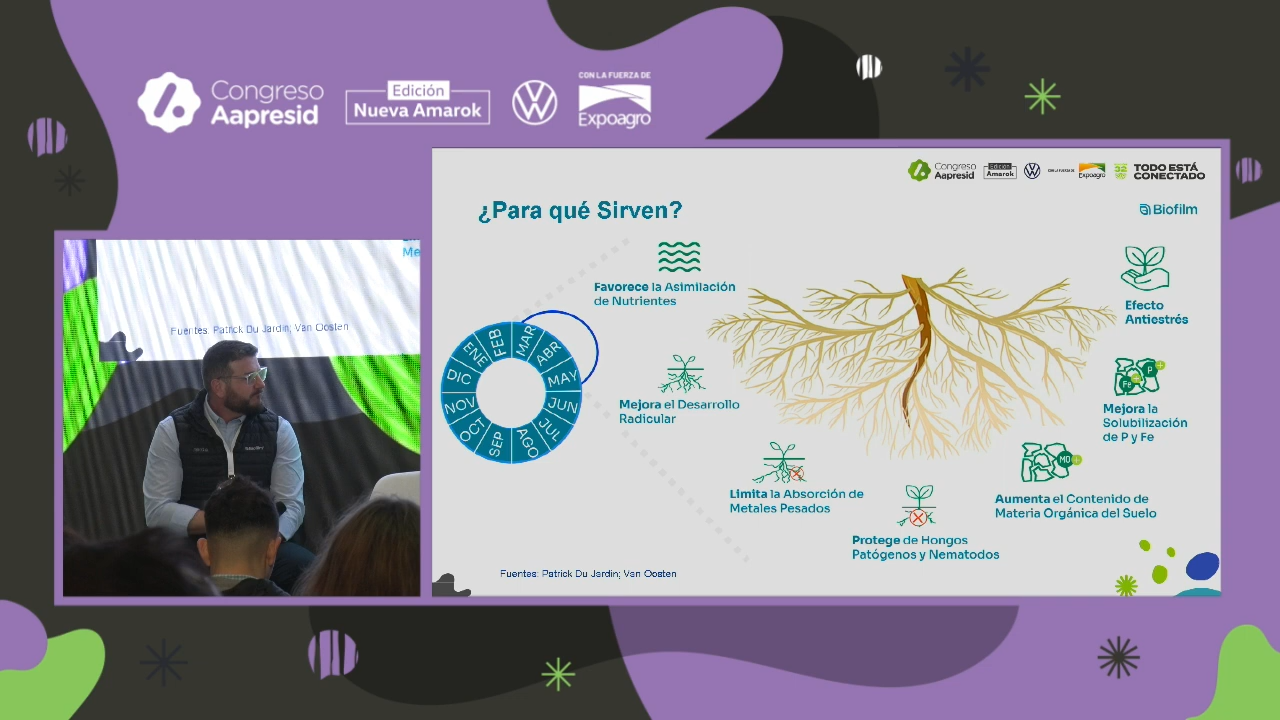 CON LA FUERZA DE
Congreso
Aapresid
Edición
Nueva Amarok
Expoagro
Congreso
Aapresid
Edición
Amarok
Expoagro
TODO ESTÁ
CONECTADO
¿Para qué Sirven?
Biofilm
Me
Fuentes: Patrick Du Jardin; Van Oosten
Favorece la Asimilación
de Nutrientes
Efecto
Antiestrés
ENE
FEB
MAR
ABR
MAY
JUN
JUL
AGO
SEP
OCT
NOV
DIC
Mejora el Desarrollo
Radicular
Fe
P
Mejora la
Solubilización
de P y Fe
MO
Limita la Absorción de
Metales Pesados
Aumenta el Contenido de
Materia Orgánica del Suelo
Protege de Hongos
Patógenos y Nematodos
Fuentes: Patrick Du Jardin; Van Oosten